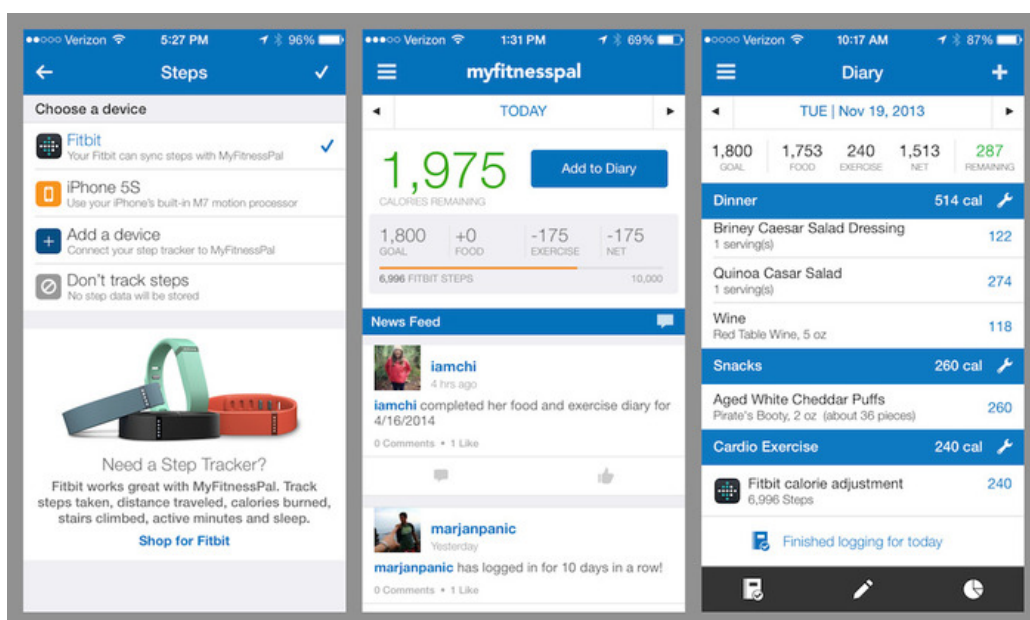 Verizon 5:27 PM 96%
Steps
Choose a device
Fitbit
Your Fitbit can sync steps with MyFitnessPal
iPhone 5S
Use your iPhone's built-in M7 motion processor
Add a device
Connect your step tracker to MyFitnessPal
Don't track steps
No step data will be stored
Need a Step Tracker?
Fitbit works great with MyFitnessPal. Track
steps taken, distance traveled, calories burned,
stairs climbed, active minutes and sleep.
Shop for Fitbit
Verizon 1:31 PM 69%
myfitnesspal
TODAY
1,975 Add to Diary
CALORIES REMAINING
1,800 +0 -175 -175
GOAL FOOD EXERCISE NET
6,996 FITBIT STEPS 10,000
News Feed
iamchi
4 hrs ago
iamchi completed her food and exercise diary for
4/16/2014
0 Comments • 1 Like
marjanpanic
Yesterday
marjanpanic has logged in for 10 days in a row!
0 Comments • 1 Like
Verizon 10:17 AM 87%
Diary +
TUE | Nov 19, 2013
1,800 1,753 240 1,513 287
GOAL FOOD EXERCISE NET REMAINING
Dinner 514 cal
Briney Caesar Salad Dressing
1 serving(s) 122
Quinoa Casar Salad
1 serving(s) 274
Wine
Red Table Wine, 5 oz 118
Snacks 260 cal
Aged White Cheddar Puffs
Pirate's Booty, 2 oz (about 36 pieces) 260
Cardio Exercise 240 cal
Fitbit calorie adjustment 240
6,996 Steps
Finished logging for today